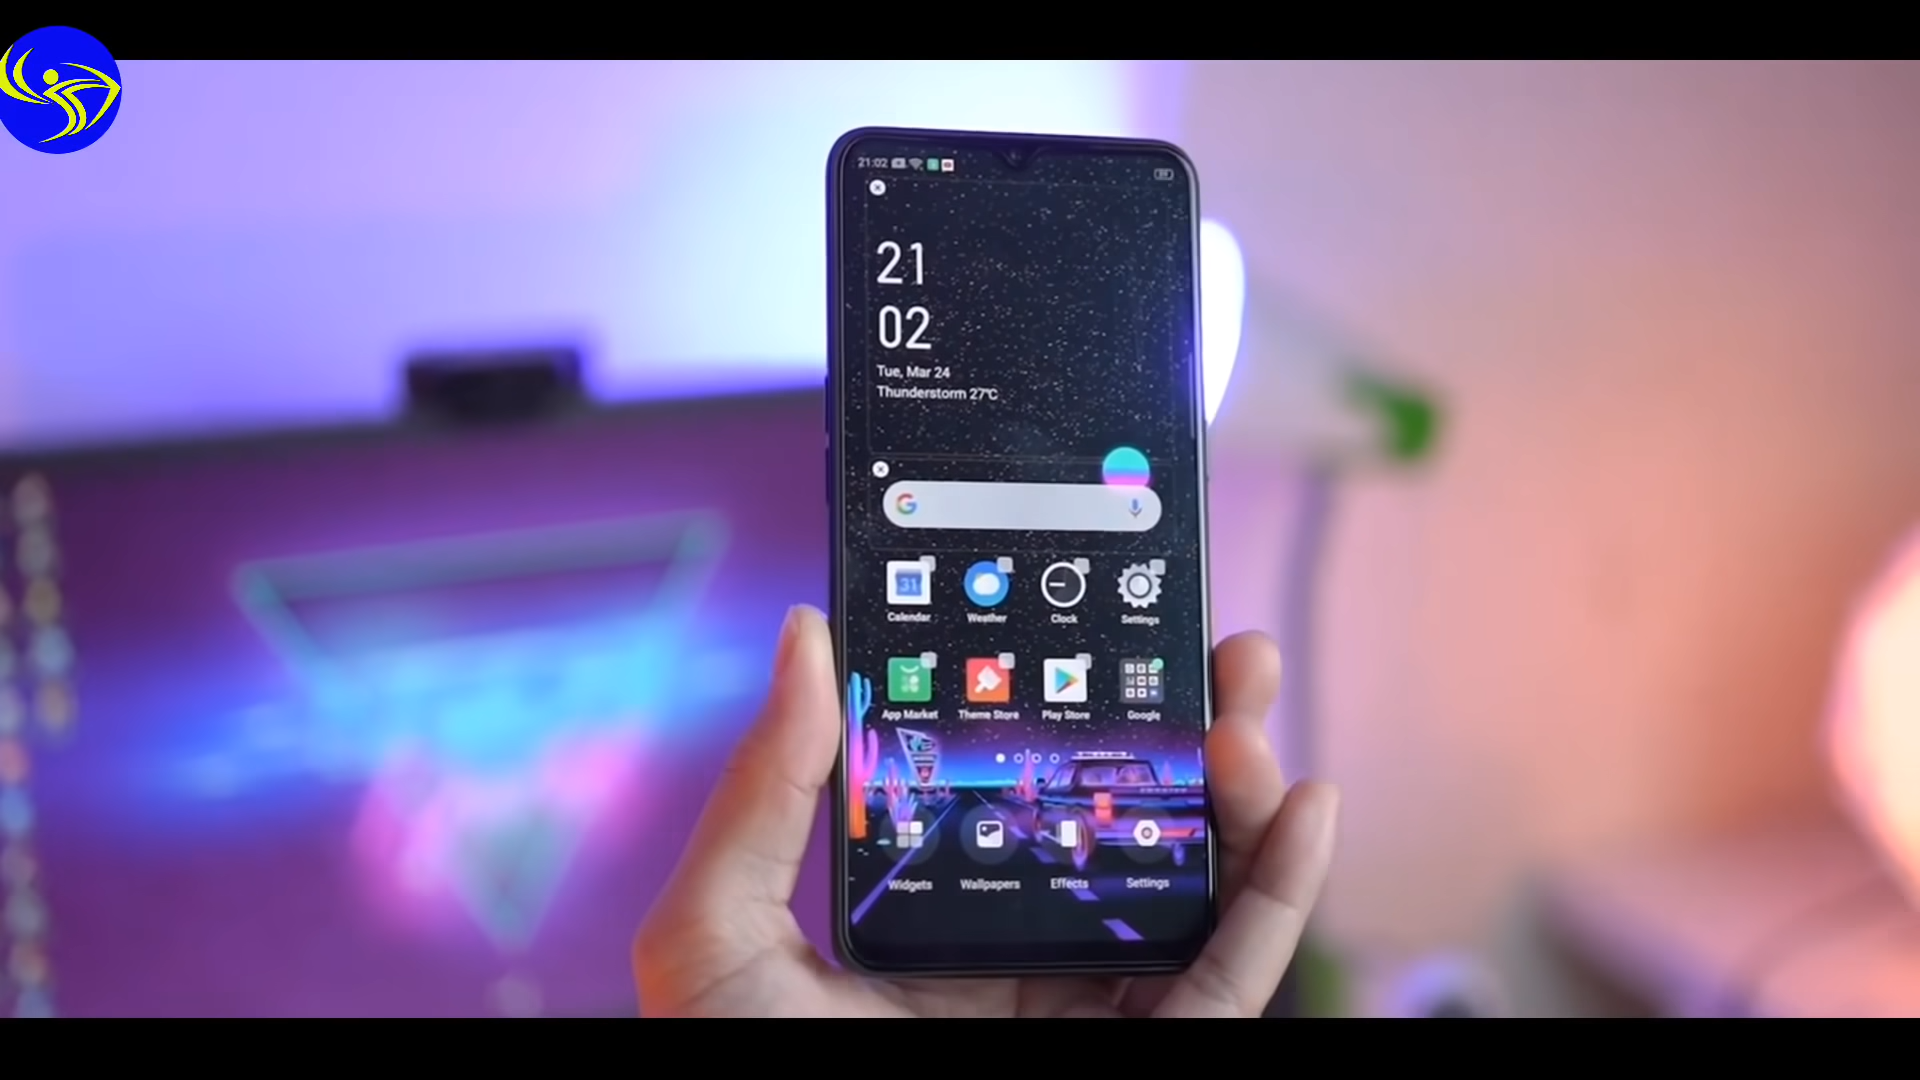 21:02
21
02
Tue, Mar 24
Thunderstorm 27°C
G
31
Calendar Weather Clock Settings
App Market Theme Store Play Store Google
Widgets Wallpapers Effects Settings